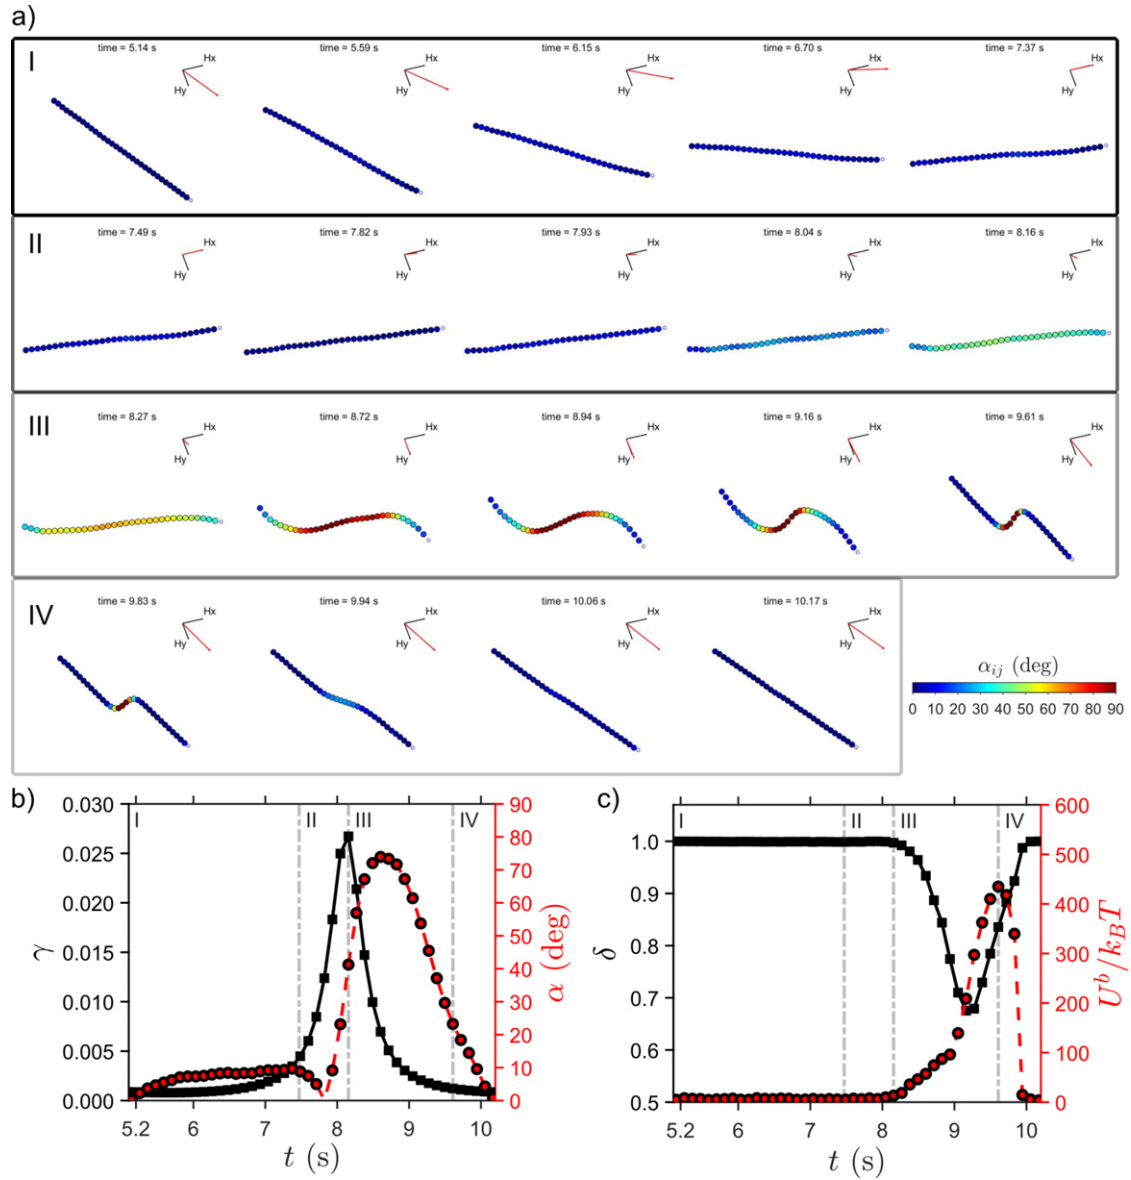 a)
I
time = 5.14 s
Hx
Hy
time = 5.59 s
Hx
Hy
time = 6.15 s
Hx
Hy
time = 6.70 s
Hx
Hy
time = 7.37 s
Hx
Hy
II
time = 7.49 s
Hx
Hy
time = 7.82 s
Hx
Hy
time = 7.93 s
Hx
Hy
time = 8.04 s
Hx
Hy
time = 8.16 s
Hx
Hy
III
time = 8.27 s
Hx
Hy
time = 8.72 s
Hx
Hy
time = 8.94 s
Hx
Hy
time = 9.16 s
Hx
Hy
time = 9.61 s
Hx
Hy
IV
time = 9.83 s
Hx
Hy
time = 9.94 s
Hx
Hy
time = 10.06 s
Hx
Hy
time = 10.17 s
Hx
Hy
αij (deg)
0 10 20 30 40 50 60 70 80 90
b)
0.030
0.025
0.020
0.015
0.010
0.005
0.000
γ
I
II
III
IV
90
80
70
60
50
40
30
20
10
0
α (deg)
5.2 6 7 8 9 10
t (s)
c)
1.0
0.9
0.8
0.7
0.6
0.5
δ
I
II
III
IV
600
500
400
300
200
100
0
U^b/k_BT
5.2 6 7 8 9 10
t (s)